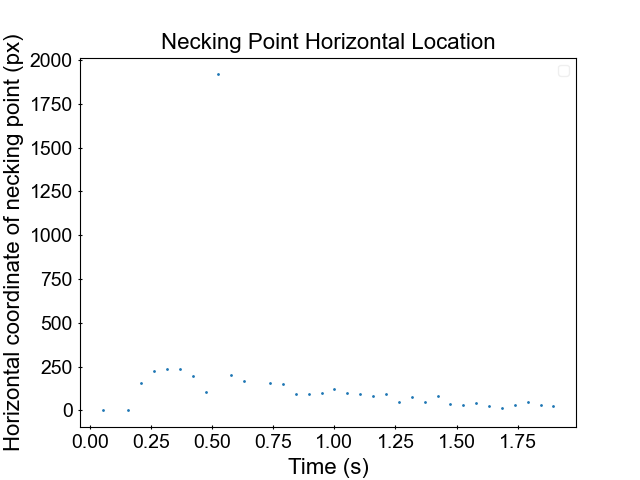 Necking Point Horizontal Location
Horizontal coordinate of necking point (px)
2000
1750
1500
1250
1000
750
500
250
0
0.00 0.25 0.50 0.75 1.00 1.25 1.50 1.75
Time (s)